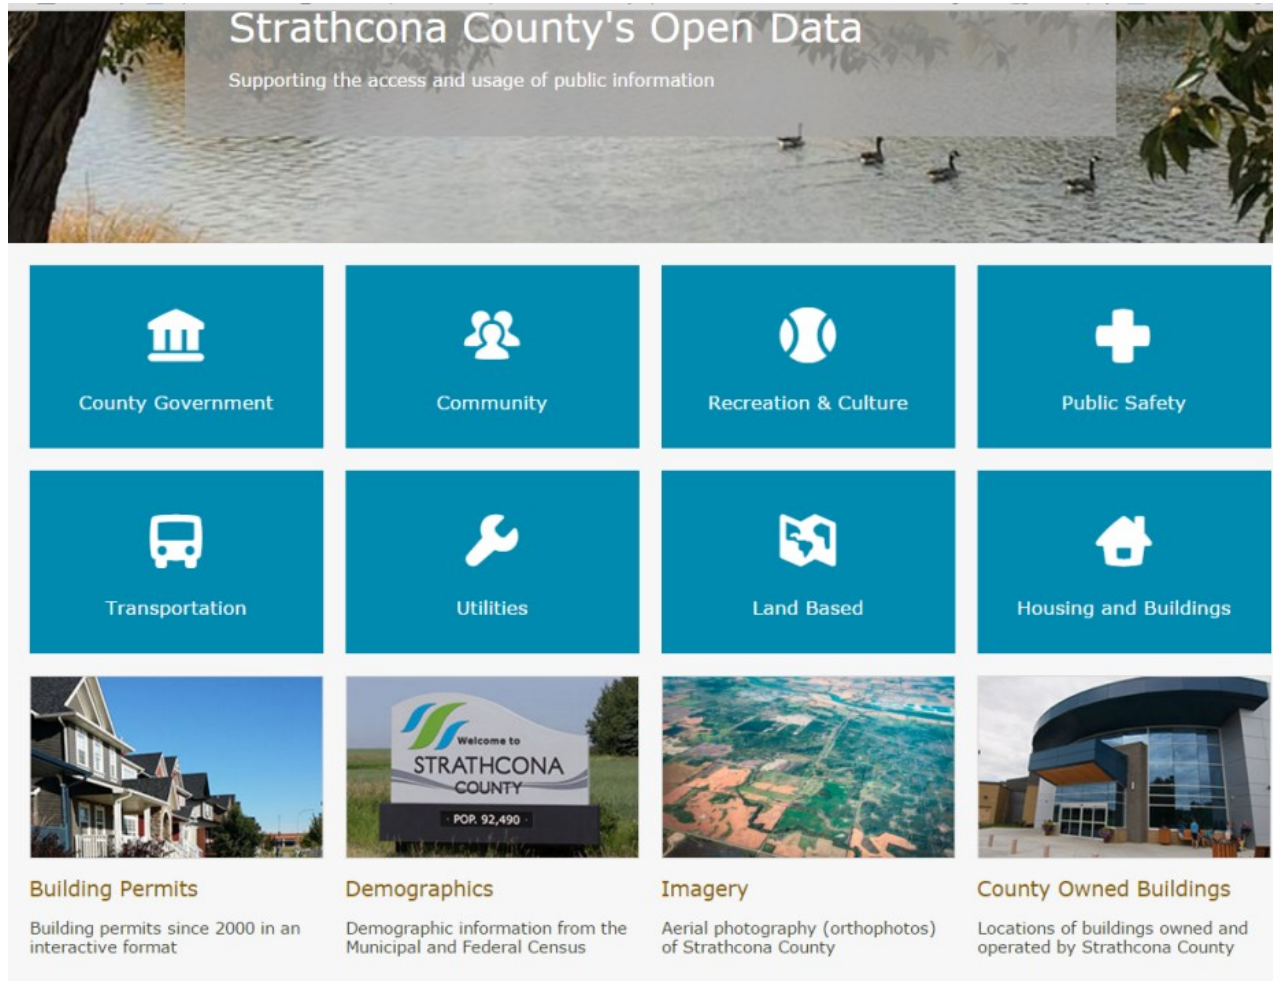 Strathcona County's Open Data
Supporting the access and usage of public information
County Government
Community
Recreation & Culture
Public Safety
Transportation
Utilities
Land Based
Housing and Buildings
Welcome to
STRATHCONA
COUNTY
· POP. 92,490 ·
Building Permits
Building permits since 2000 in an
interactive format
Demographics
Demographic information from the
Municipal and Federal Census
Imagery
Aerial photography (orthophotos)
of Strathcona County
County Owned Buildings
Locations of buildings owned and
operated by Strathcona County